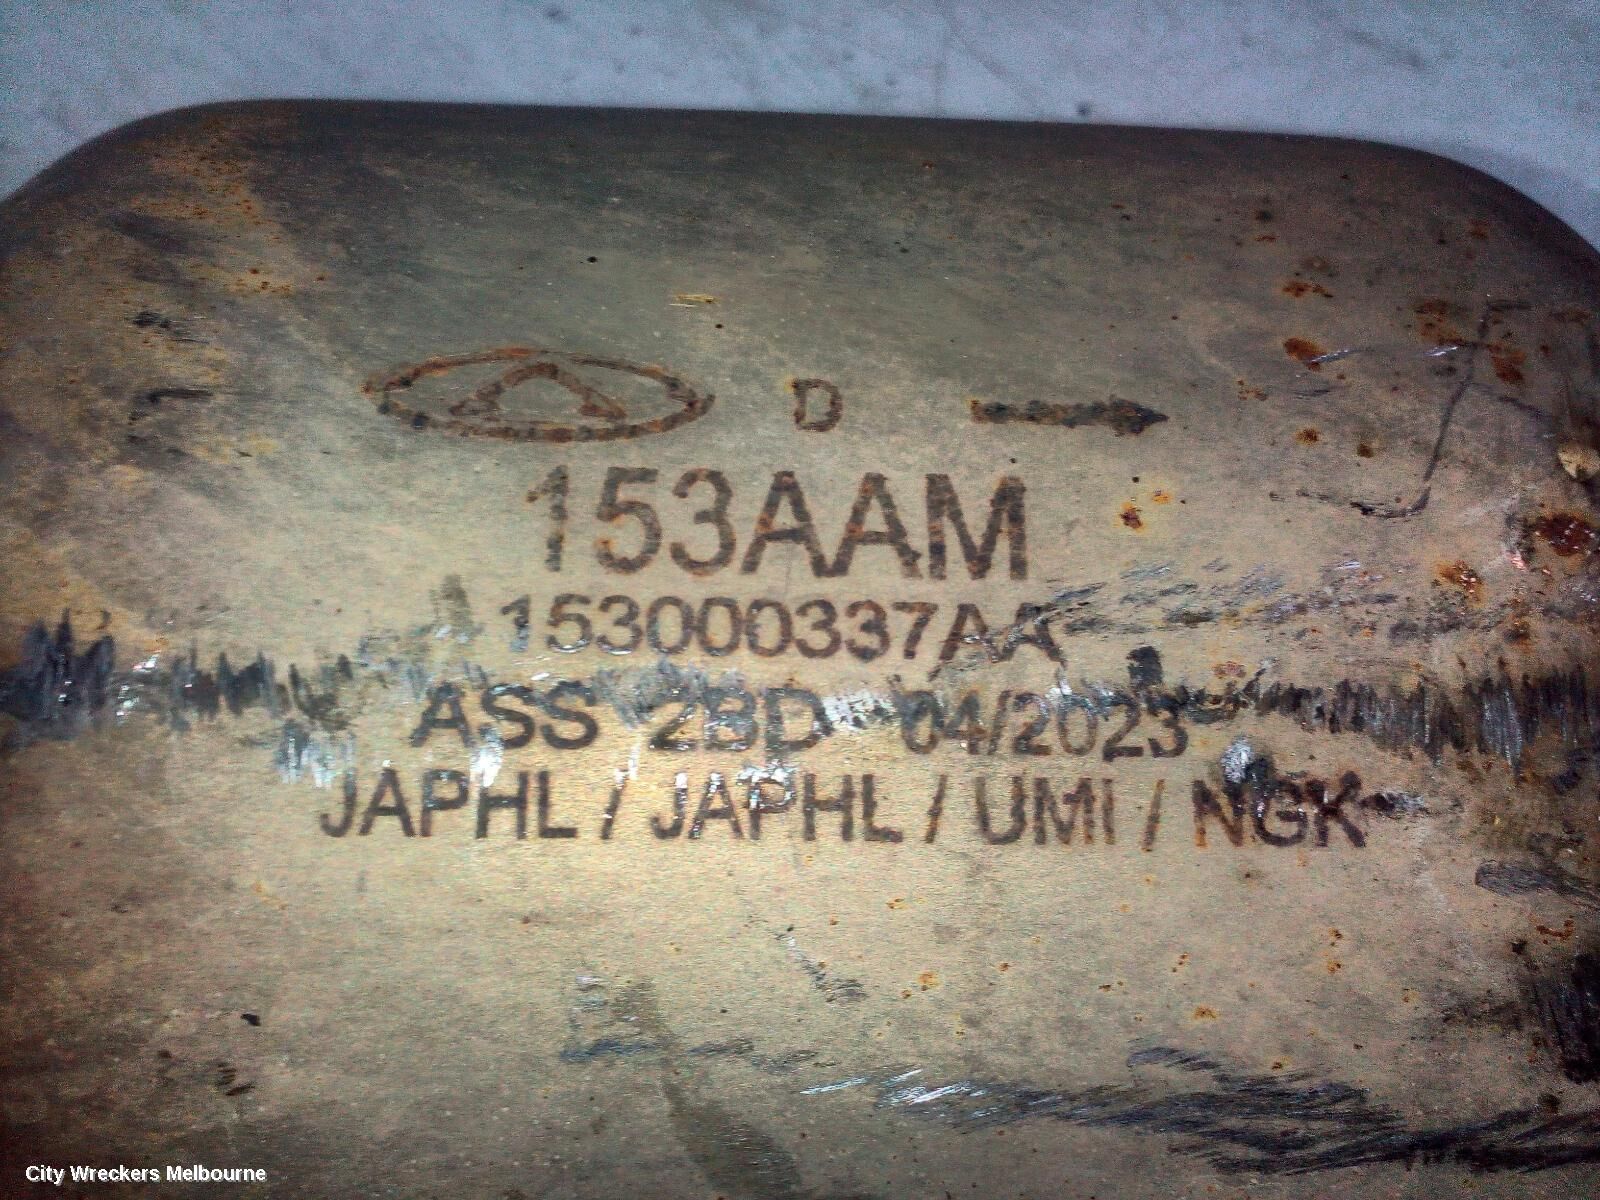 D
153AAM
153000337AA
ASS 2BD 04/2023
JAPHL / JAPHL / UMI / NGK
City Wreckers Melbourne